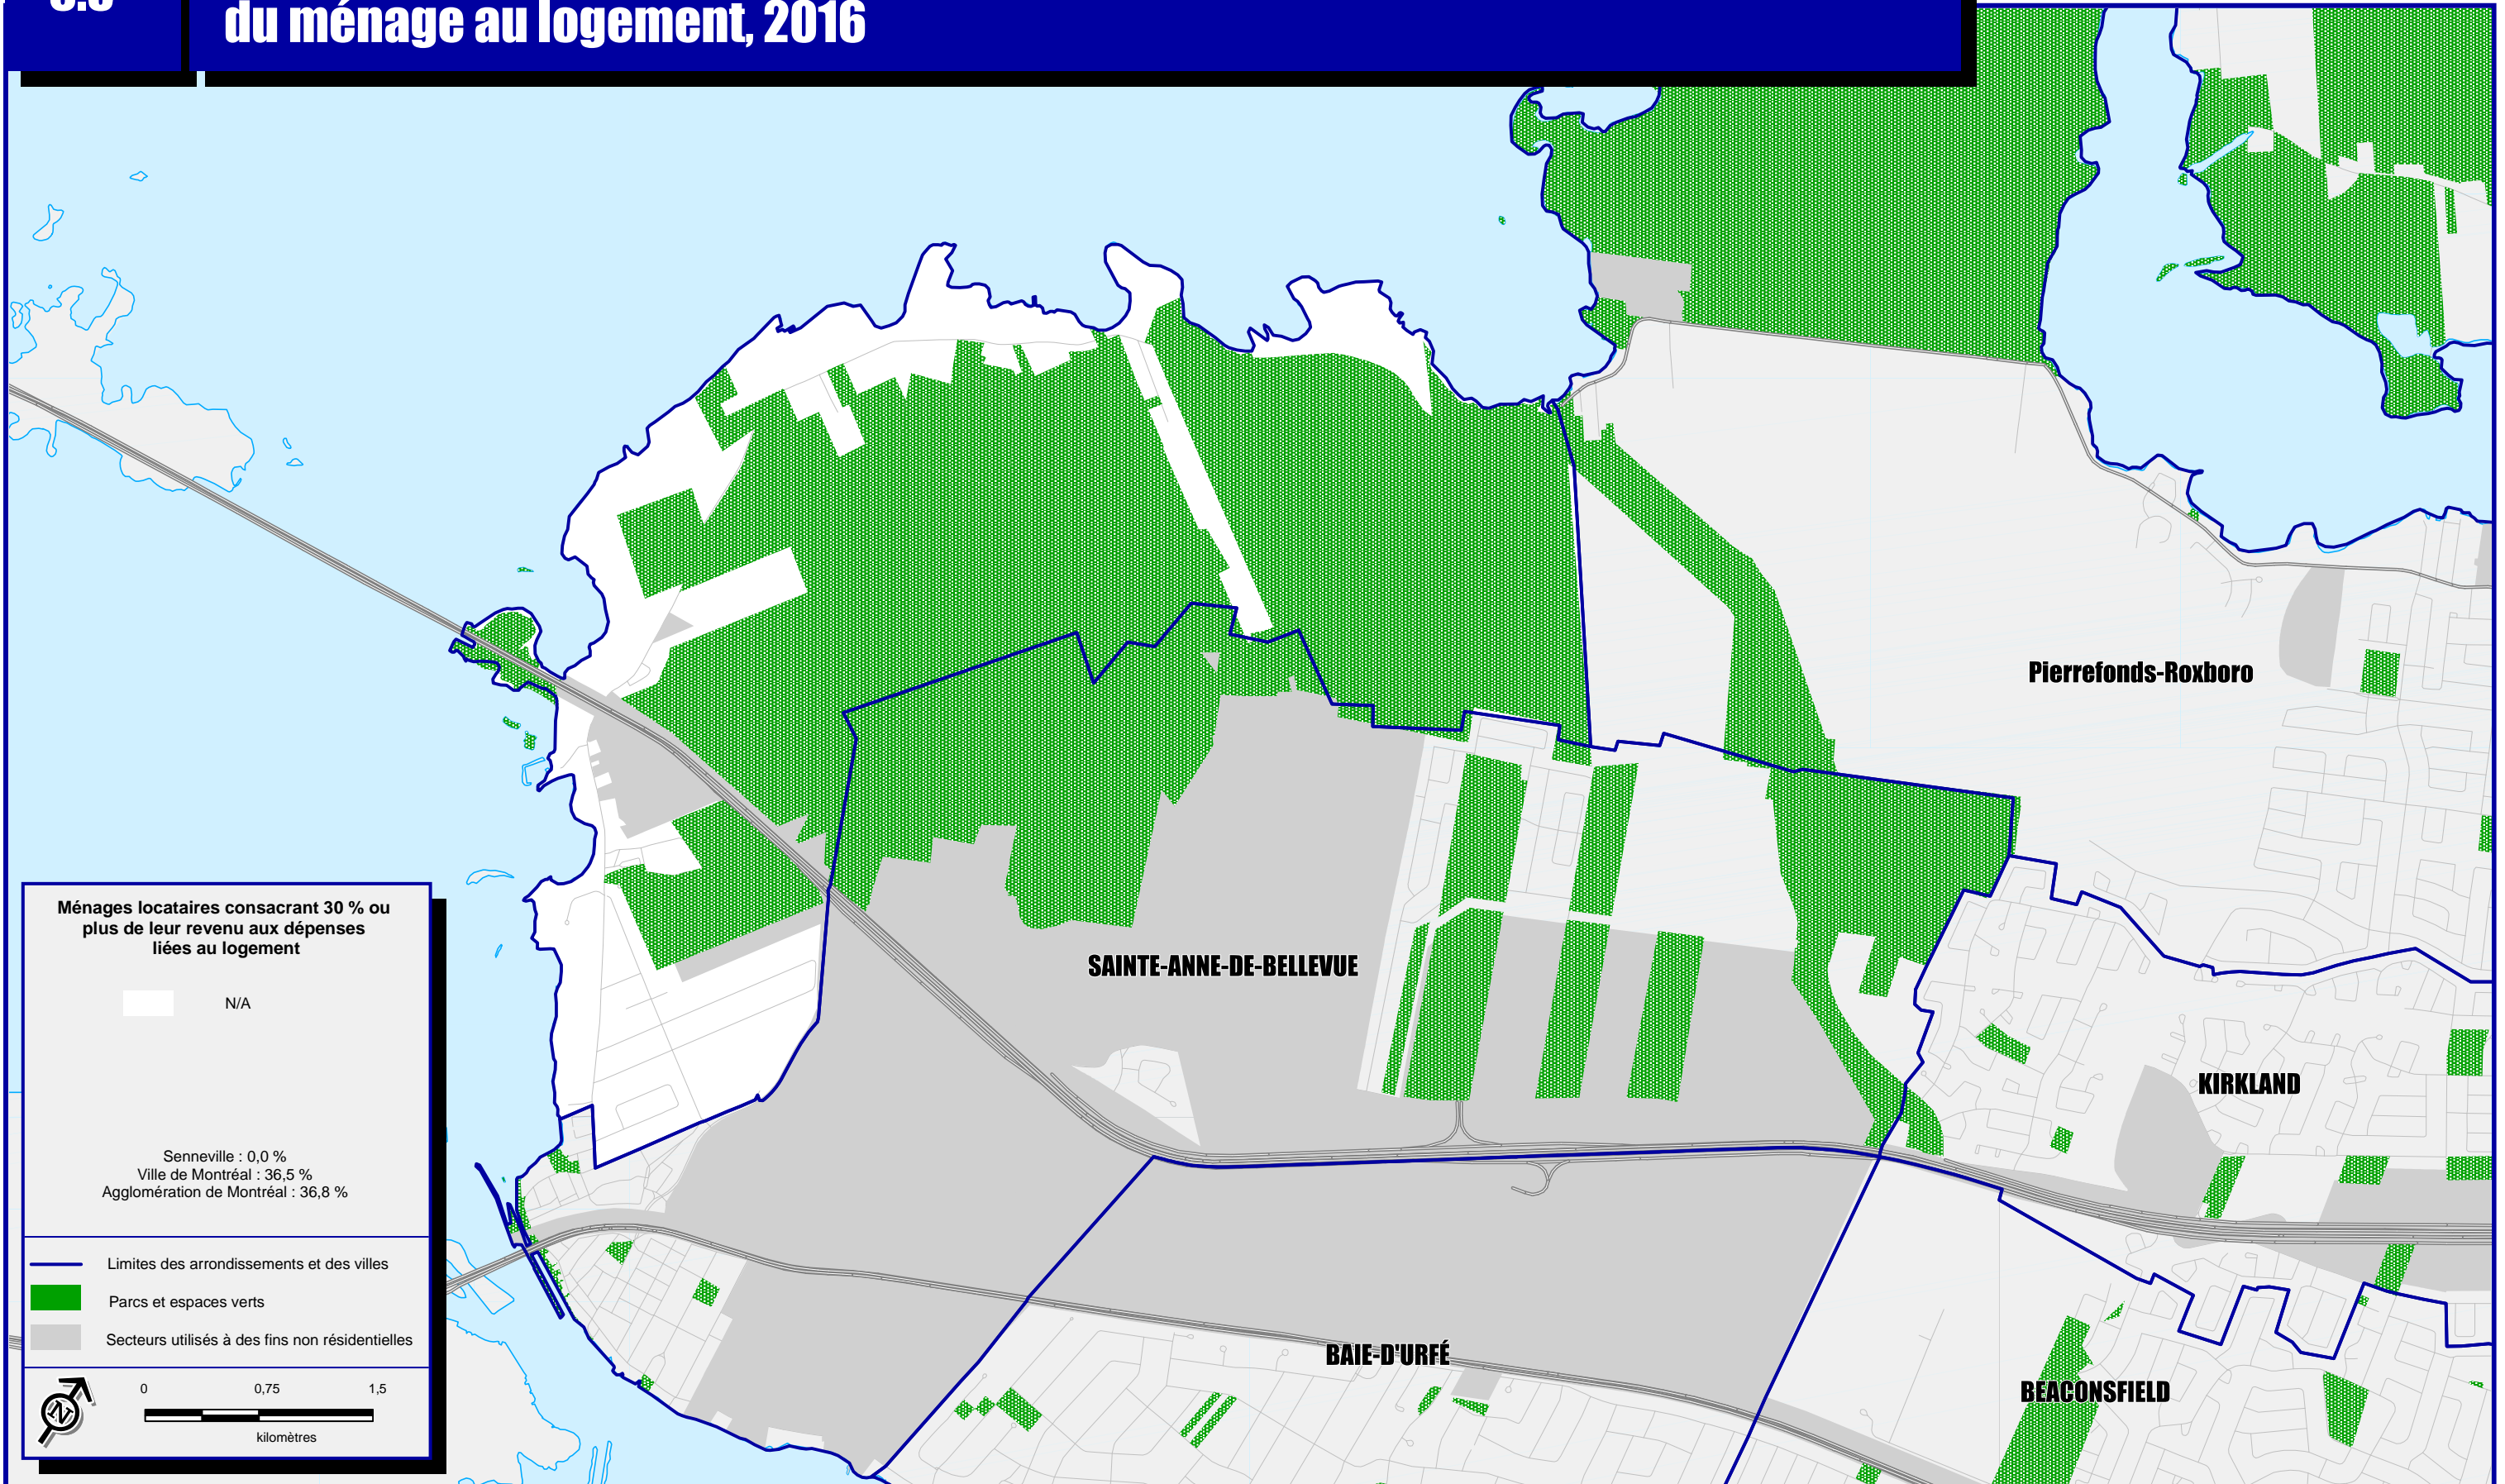 du ménage au logement, 2016
Pierrefonds-Roxboro
SAINTE-ANNE-DE-BELLEVUE
KIRKLAND
BAIE-D'URFÉ
BEACONSFIELD
Ménages locataires consacrant 30 % ou
plus de leur revenu aux dépenses
liées au logement
N/A
Senneville : 0,0 %
Ville de Montréal : 36,5 %
Agglomération de Montréal : 36,8 %
Limites des arrondissements et des villes
Parcs et espaces verts
Secteurs utilisés à des fins non résidentielles
N
0 0,75 1,5
kilomètres